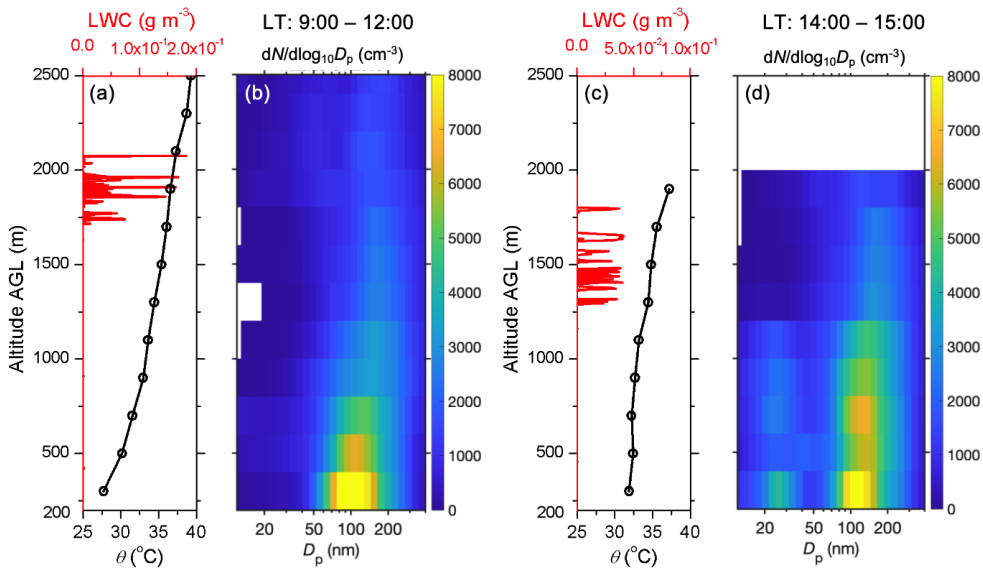 LWC (g m⁻³)
0.0 1.0x10⁻¹ 2.0x10⁻¹
LT: 9:00 – 12:00
dN/dlog₁₀Dₚ (cm⁻³)
LWC (g m⁻³)
0.0 5.0x10⁻² 1.0x10⁻¹
LT: 14:00 – 15:00
dN/dlog₁₀Dₚ (cm⁻³)
Altitude AGL (m)
2500
2000
1500
1000
500
200
(a)
25 30 35 40
θ (°C)
(b)
20 50 100 200
Dₚ (nm)
8000
7000
6000
5000
4000
3000
2000
1000
0
Altitude AGL (m)
2500
2000
1500
1000
500
200
(c)
25 30 35 40
θ (°C)
(d)
20 50 100 200
Dₚ (nm)
8000
7000
6000
5000
4000
3000
2000
1000
0